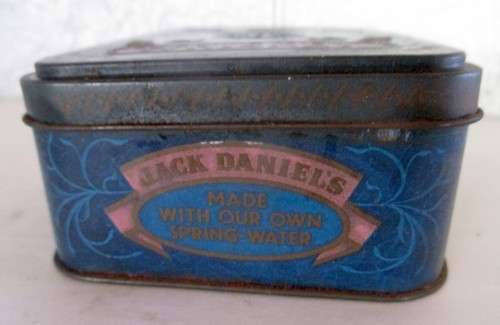 JACK DANIEL'S
MADE
WITH OUR OWN
SPRING-WATER